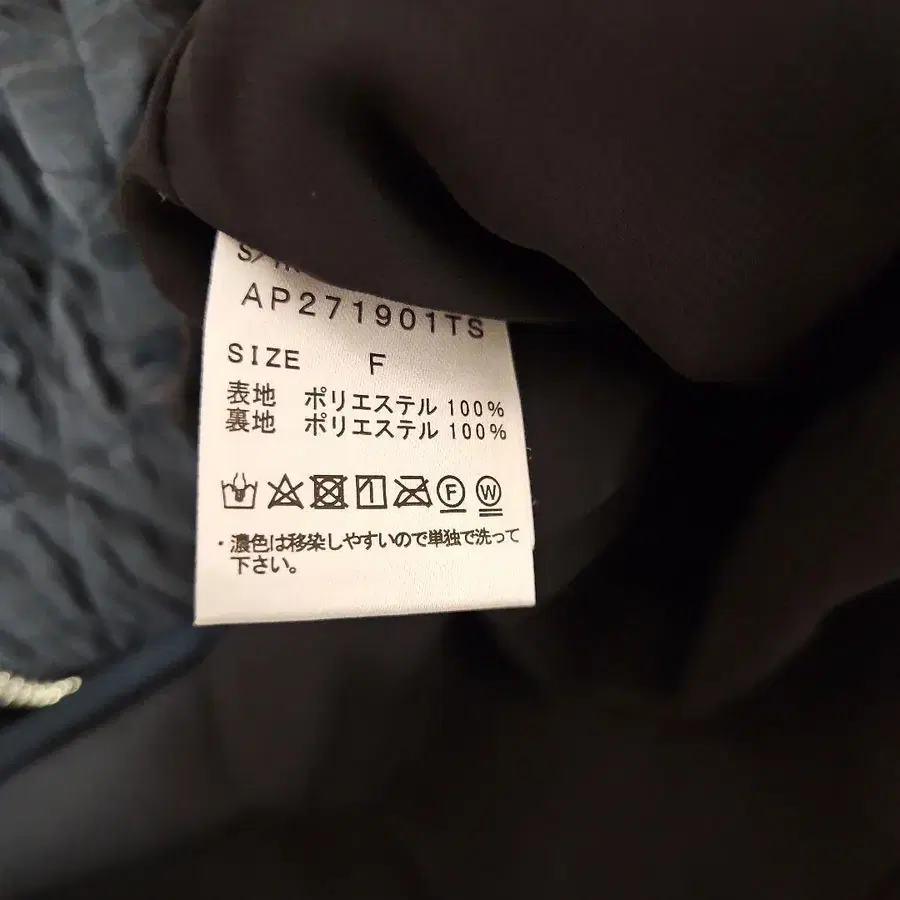 AP271901TS
SIZE F
表地 ポリエステル 100%
裏地 ポリエステル 100%
F W
・濃色は移染しやすいので単独で洗って
下さい。